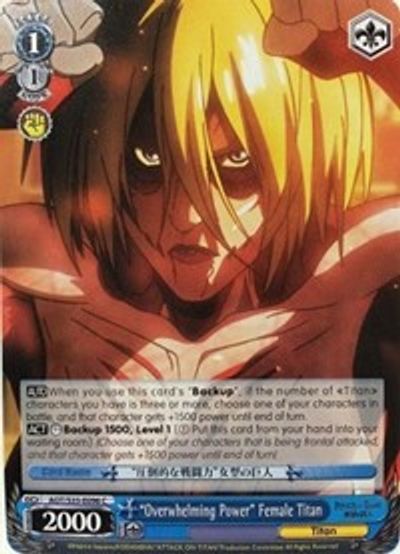 1
1
AUTO When you use this card's "Backup", if the number of «Titan»
characters you have is three or more, choose one of your characters in
battle, and that character gets +1500 power until end of turn.
ACT Backup 1500, Level 1 (Put this card from your hand into your waiting
room) (Choose one of your characters that is being frontal attacked,
and that character gets +1500 power until end of turn)
"圧倒的な戦闘力"女型の巨人
2000
"Overwhelming Power" Female Titan
Titan